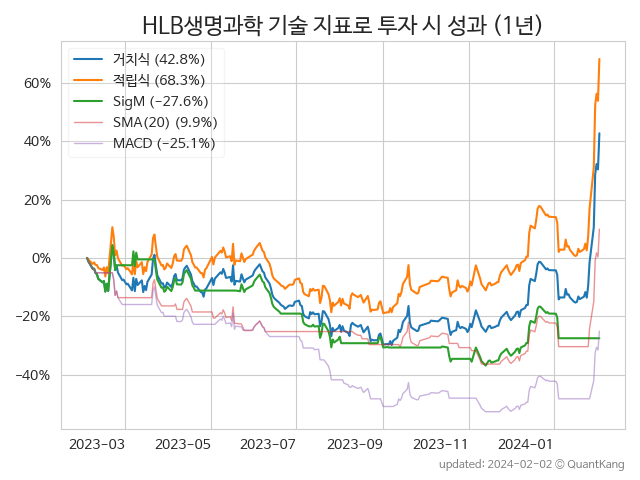 HLB생명과학 기술 지표로 투자 시 성과 (1년)
거치식 (42.8%)
적립식 (68.3%)
SigM (−27.6%)
SMA(20) (9.9%)
MACD (−25.1%)
60%
40%
20%
0%
−20%
−40%
2023−03 2023−05 2023−07 2023−09 2023−11 2024−01
updated: 2024−02−02 © QuantKang